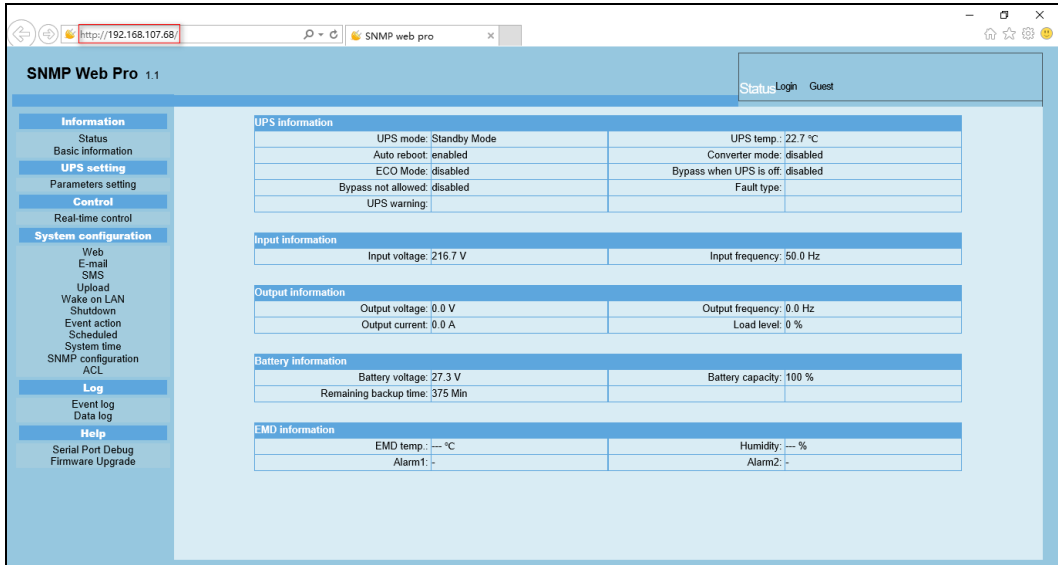 http://192.168.107.68/
SNMP web pro
SNMP Web Pro 1.1
Status Login Guest
Information
Status
Basic information
UPS setting
Parameters setting
Control
Real-time control
System configuration
Web
E-mail
SMS
Upload
Wake on LAN
Shutdown
Event action
Scheduled
System time
SNMP configuration
ACL
Log
Event log
Data log
Help
Serial Port Debug
Firmware Upgrade
UPS information
UPS mode: Standby Mode UPS temp.: 22.7 ℃
Auto reboot: enabled Converter mode: disabled
ECO Mode: disabled Bypass when UPS is off: disabled
Bypass not allowed: disabled Fault type:
UPS warning:
Input information
Input voltage: 216.7 V Input frequency: 50.0 Hz
Output information
Output voltage: 0.0 V Output frequency: 0.0 Hz
Output current: 0.0 A Load level: 0 %
Battery information
Battery voltage: 27.3 V Battery capacity: 100 %
Remaining backup time: 375 Min
EMD information
EMD temp.: --- ℃ Humidity: --- %
Alarm1: - Alarm2: -